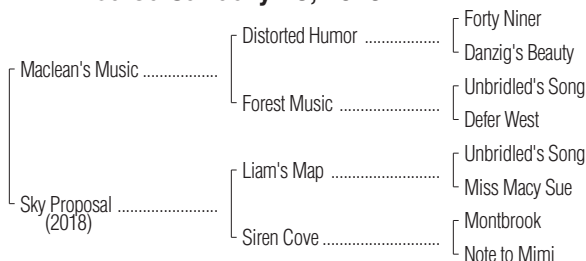 Distorted Humor
Forty Niner
Danzig's Beauty
Maclean's Music
Forest Music
Unbridled's Song
Defer West
Sky Proposal
(2018)
Liam's Map
Unbridled's Song
Miss Macy Sue
Siren Cove
Montbrook
Note to Mimi